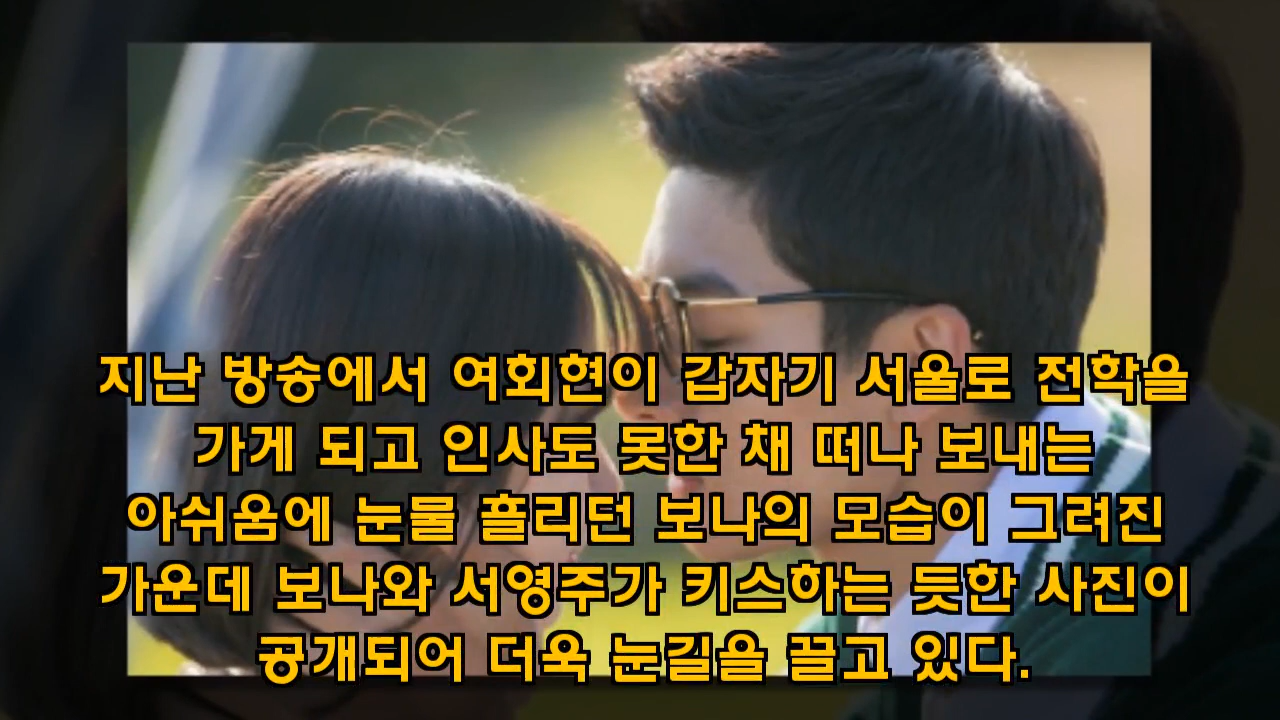 지난 방송에서 여회현이 갑자기 서울로 전학을
가게 되고 인사도 못한 채 떠나 보내는
아쉬움에 눈물 흘리던 보나의 모습이 그려진
가운데 보나와 서영주가 키스하는 듯한 사진이
공개되어 더욱 눈길을 끌고 있다.